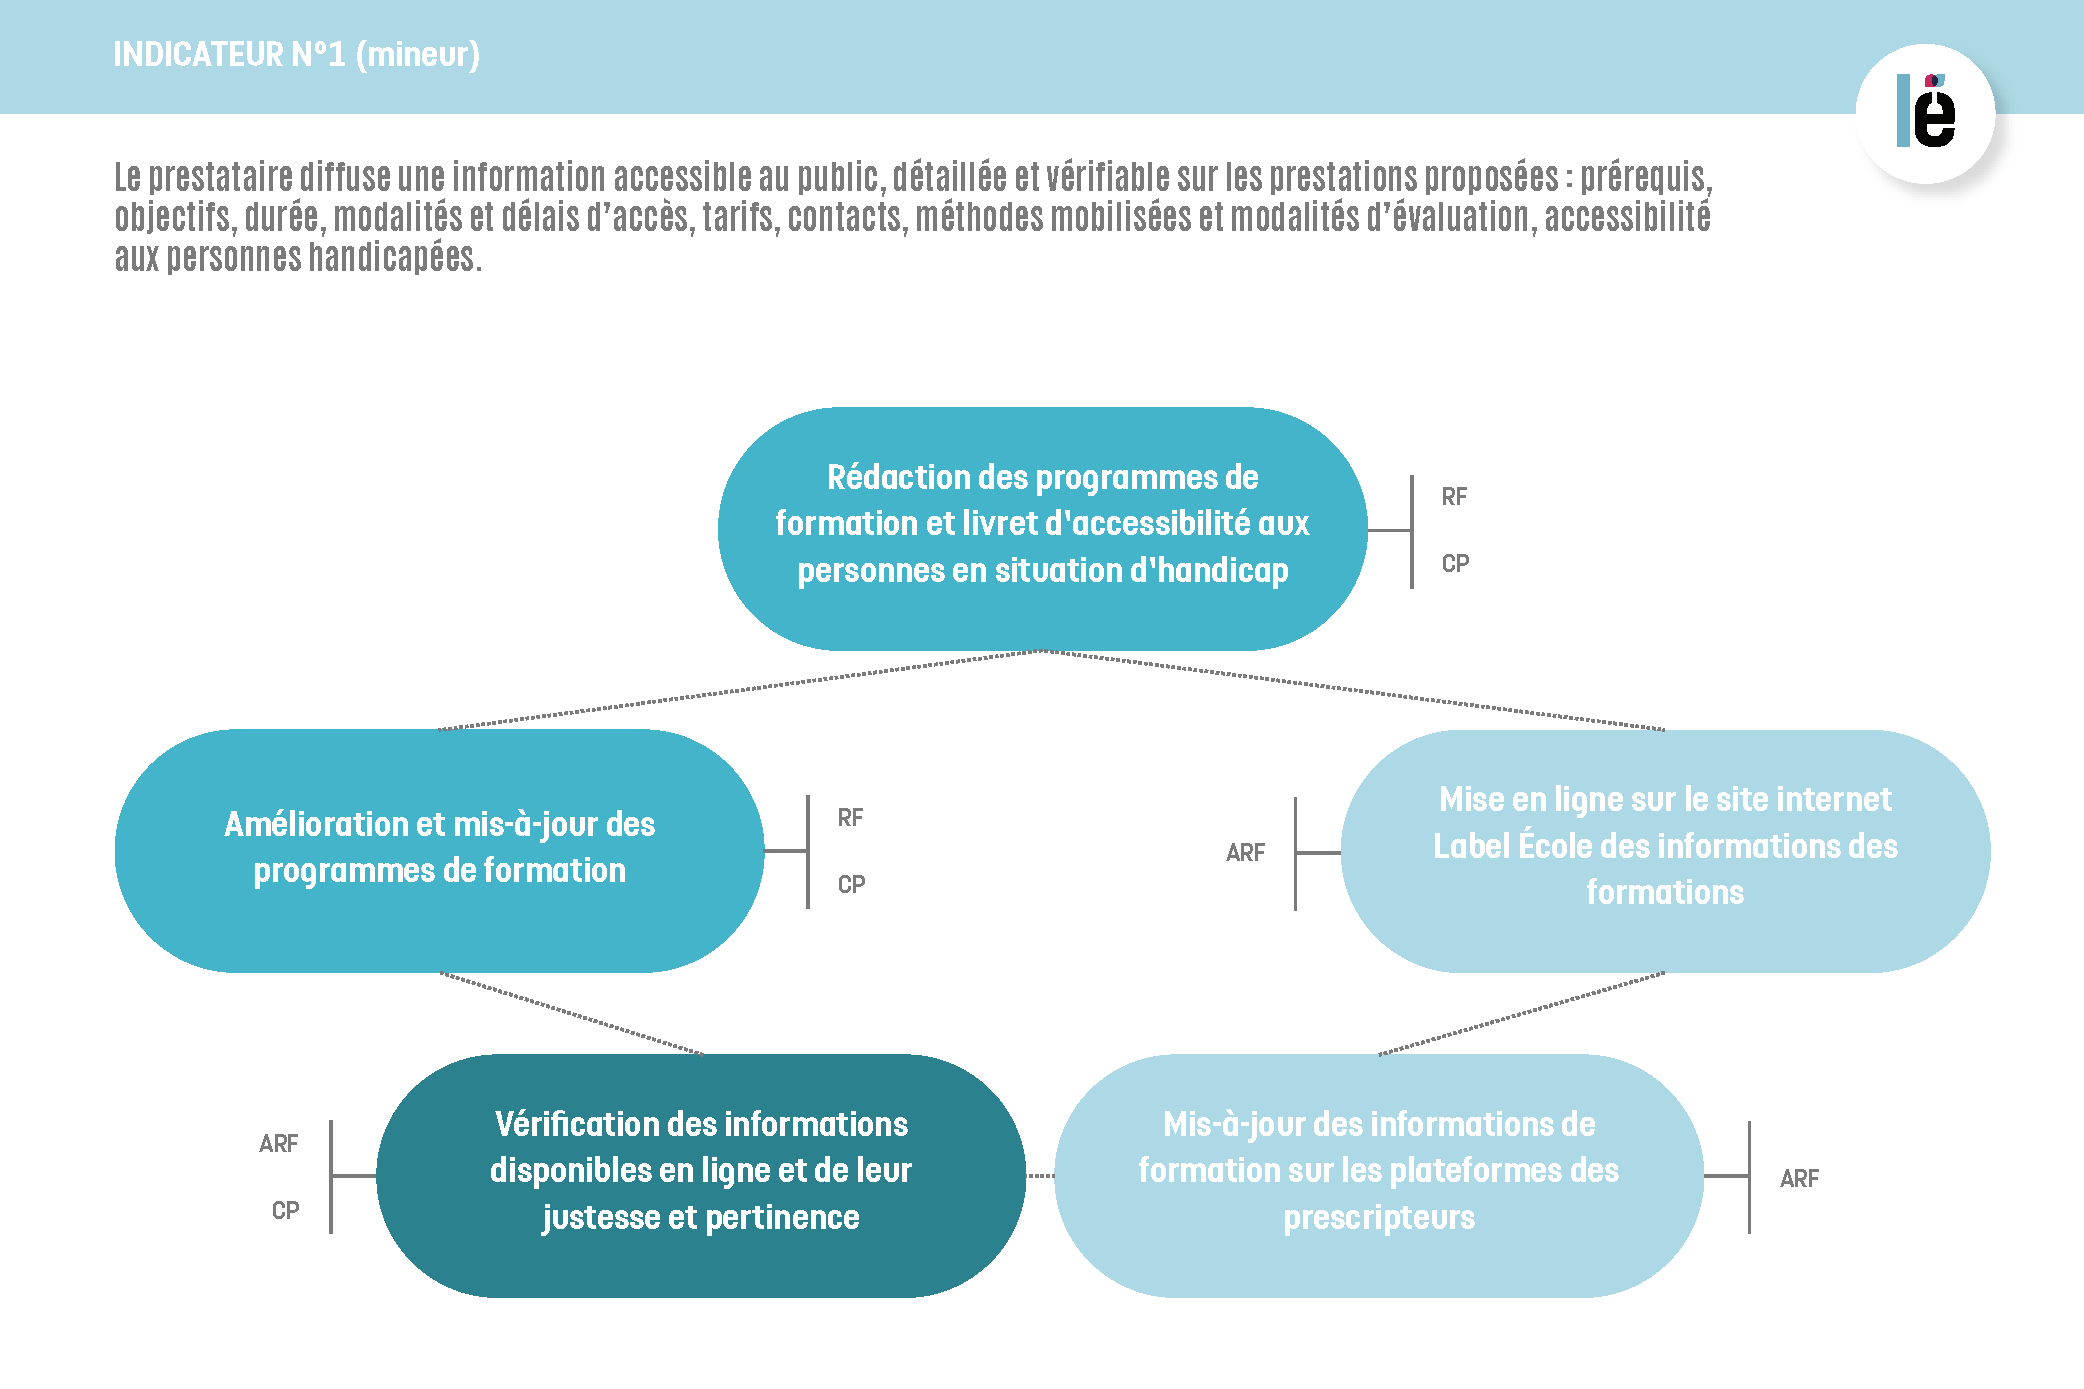 INDICATEUR N°1 (mineur)
lé
Le prestataire diffuse une information accessible au public, détaillée et vérifiable sur les prestations proposées : prérequis,
objectifs, durée, modalités et délais d’accès, tarifs, contacts, méthodes mobilisées et modalités d’évaluation, accessibilité
aux personnes handicapées.
Rédaction des programmes de
formation et livret d'accessibilité aux
personnes en situation d'handicap
RF
CP
Amélioration et mis-à-jour des
programmes de formation
RF
CP
ARF
Mise en ligne sur le site internet
Label École des informations des
formations
ARF
CP
Vérification des informations
disponibles en ligne et de leur
justesse et pertinence
Mis-à-jour des informations de
formation sur les plateformes des
prescripteurs
ARF